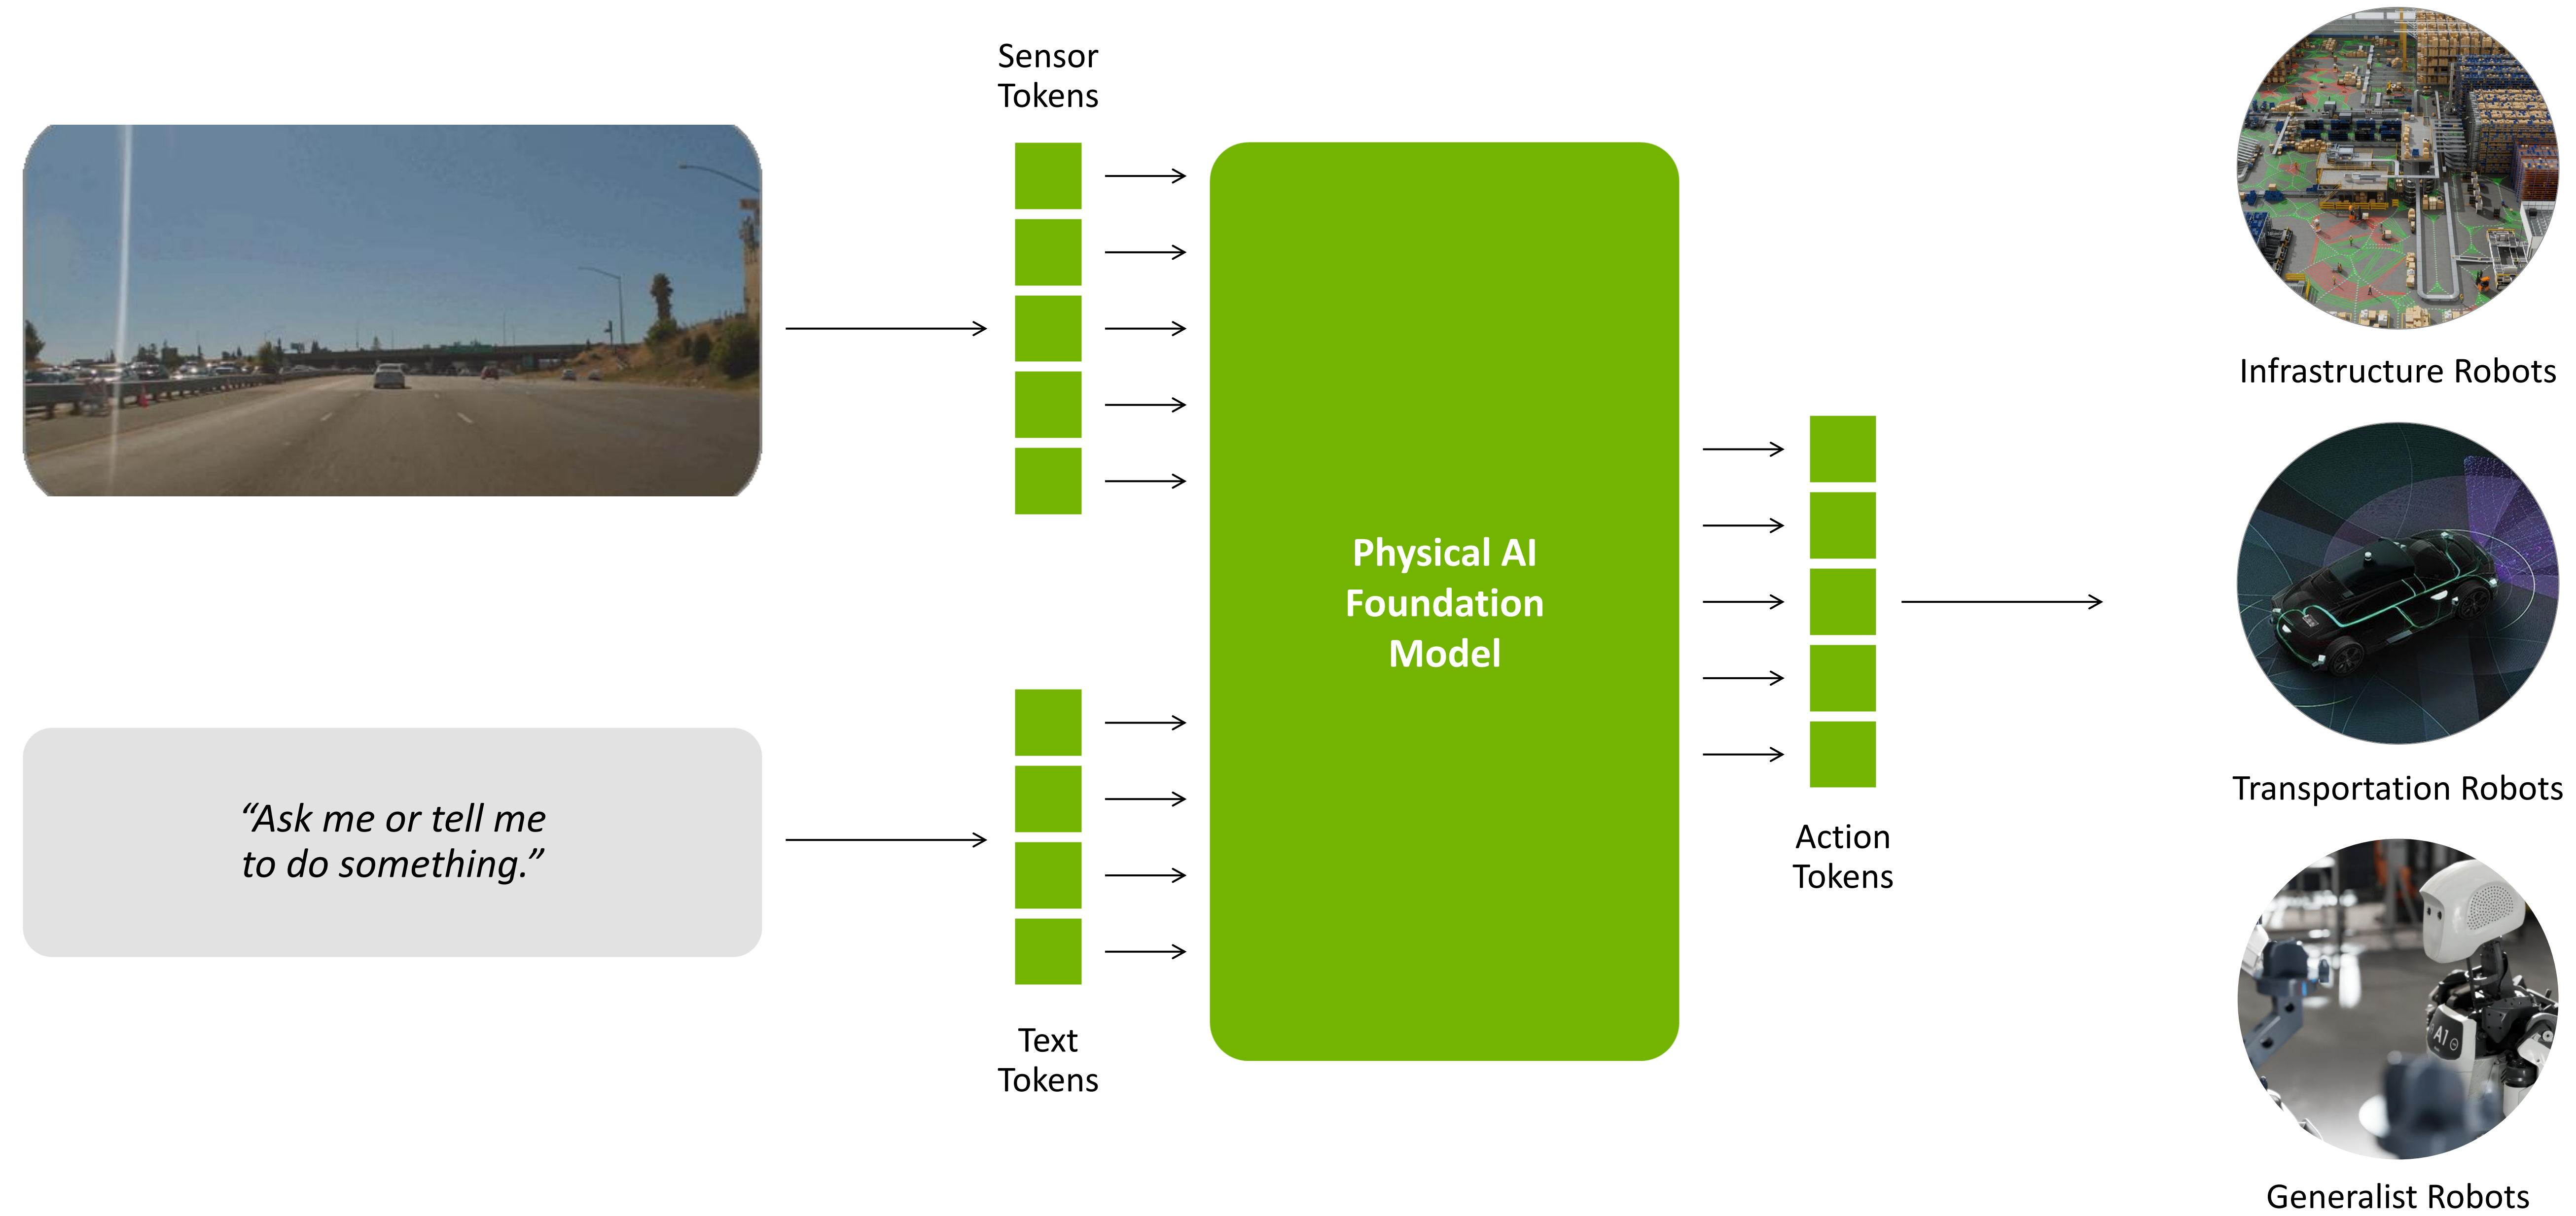 Sensor
Tokens
“Ask me or tell me
to do something.”
Text
Tokens
Physical AI
Foundation
Model
Action
Tokens
Infrastructure Robots
Transportation Robots
A1
Generalist Robots